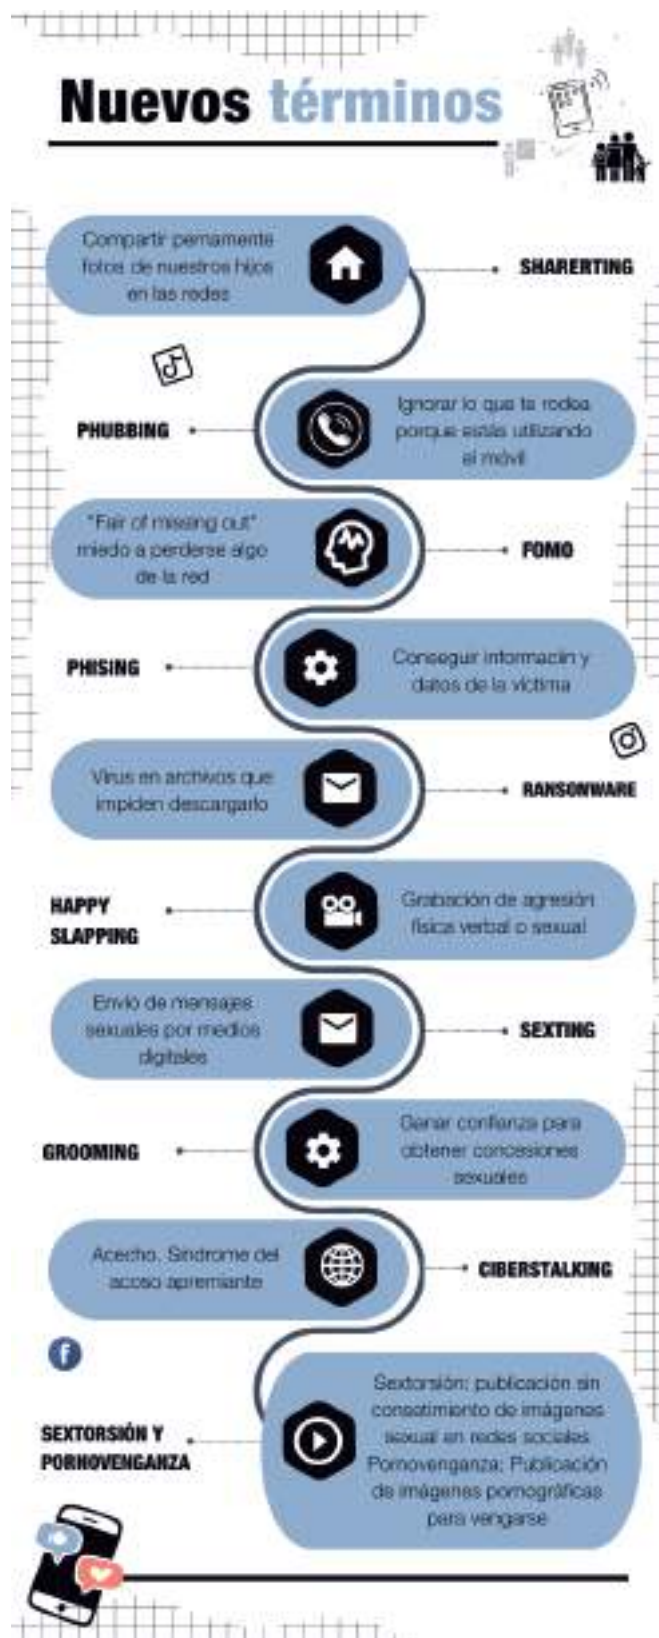 Nuevos términos
Compartir pernamente
fotos de nuestros hijos
en las redes
SHARERTING
PHUBBING
Ignorar lo que te rodea
porque estás utilizando
el móvil
"Fair of missing out"
miedo a perderse algo
de la red
FOMO
PHISING
Conseguir informaciín y
datos de la víctima
Virus en archivos que
impiden descargarlo
RANSONWARE
HAPPY
SLAPPING
Grabación de agresión
física verbal o sexual
Envío de mensajes
sexuales por medios
digitales
SEXTING
GROOMING
Ganar confianza para
obtener concesiones
sexuales
Acecho. Síndrome del
acoso apremiante
CIBERSTALKING
SEXTORSIÓN Y
PORNOVENGANZA
Sextorsión: publicación sin
consetimiento de imágenes
sexual en redes sociales
Pornovenganza: Publicación
de imágenes pornográficas
para vengarse